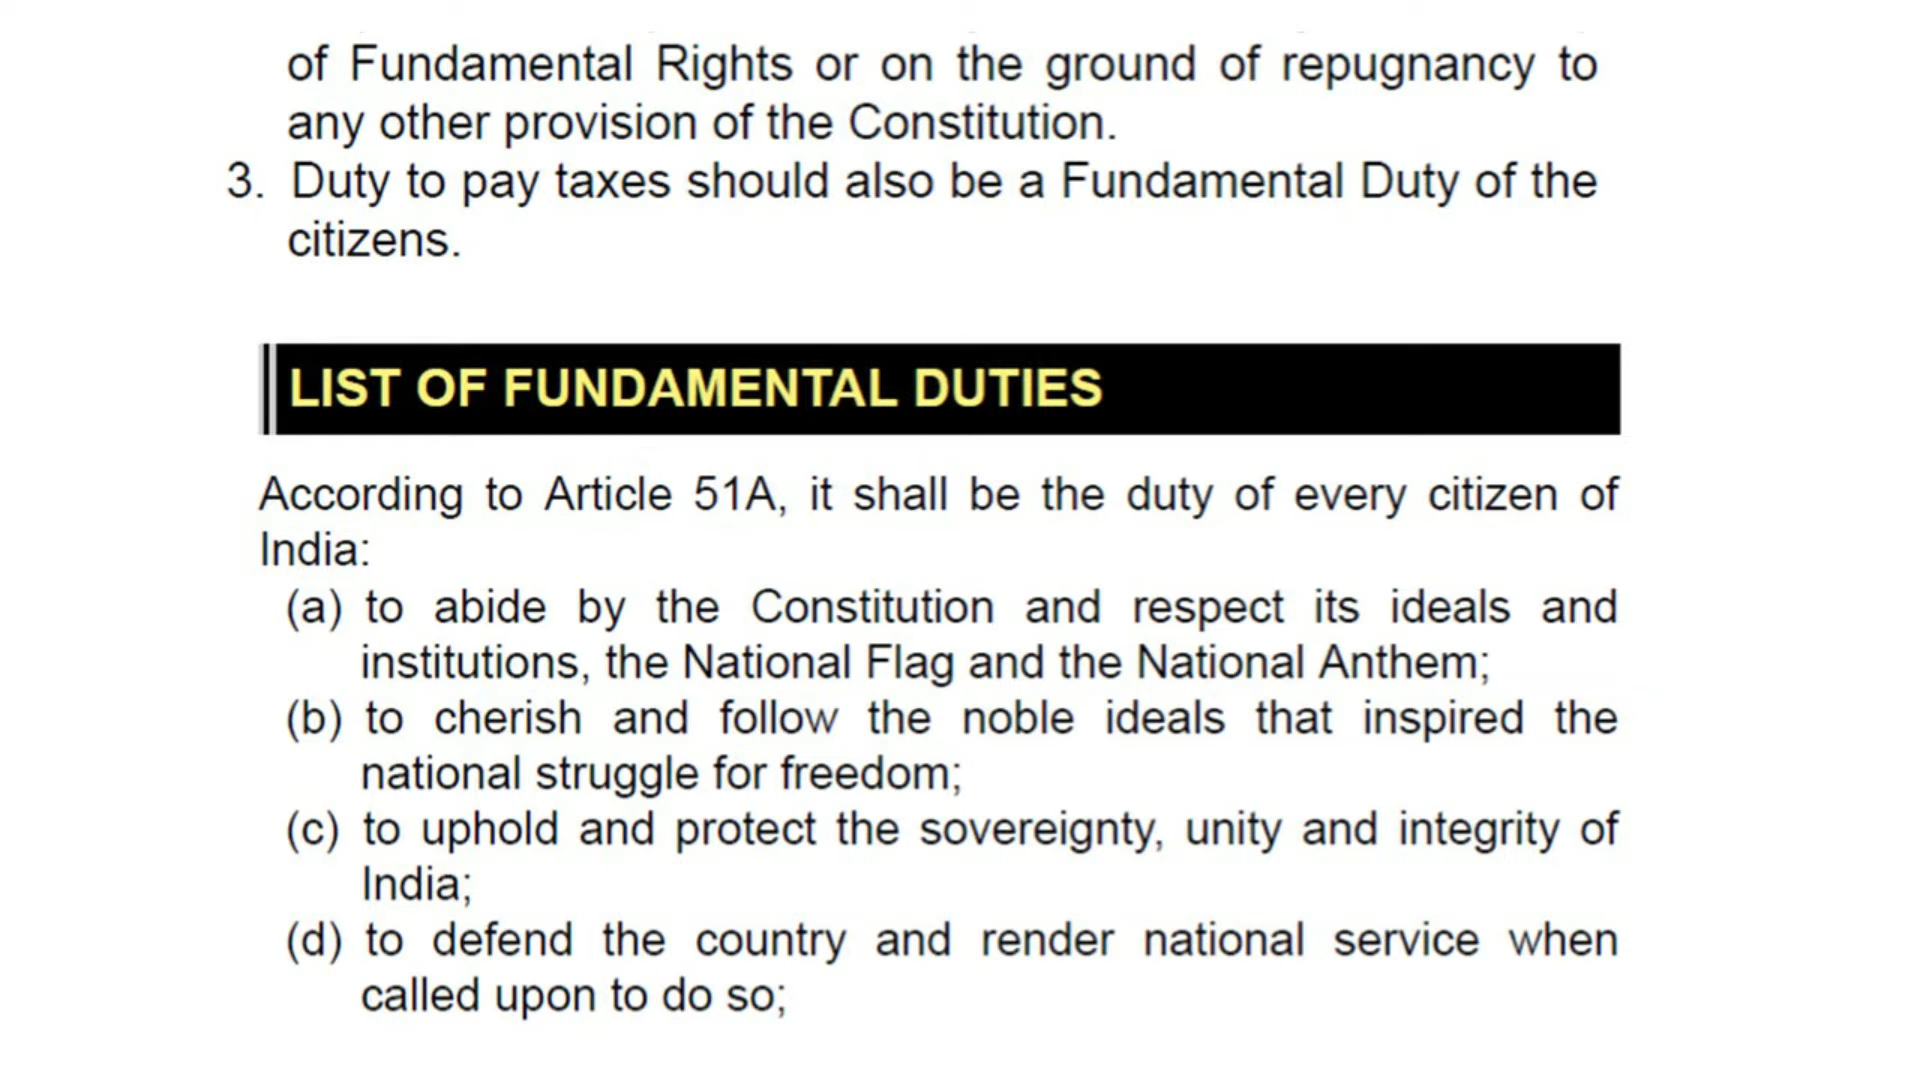 of Fundamental Rights or on the ground of repugnancy to
any other provision of the Constitution.
3. Duty to pay taxes should also be a Fundamental Duty of the
citizens.
LIST OF FUNDAMENTAL DUTIES
According to Article 51A, it shall be the duty of every citizen of
India:
(a) to abide by the Constitution and respect its ideals and
institutions, the National Flag and the National Anthem;
(b) to cherish and follow the noble ideals that inspired the
national struggle for freedom;
(c) to uphold and protect the sovereignty, unity and integrity of
India;
(d) to defend the country and render national service when
called upon to do so;